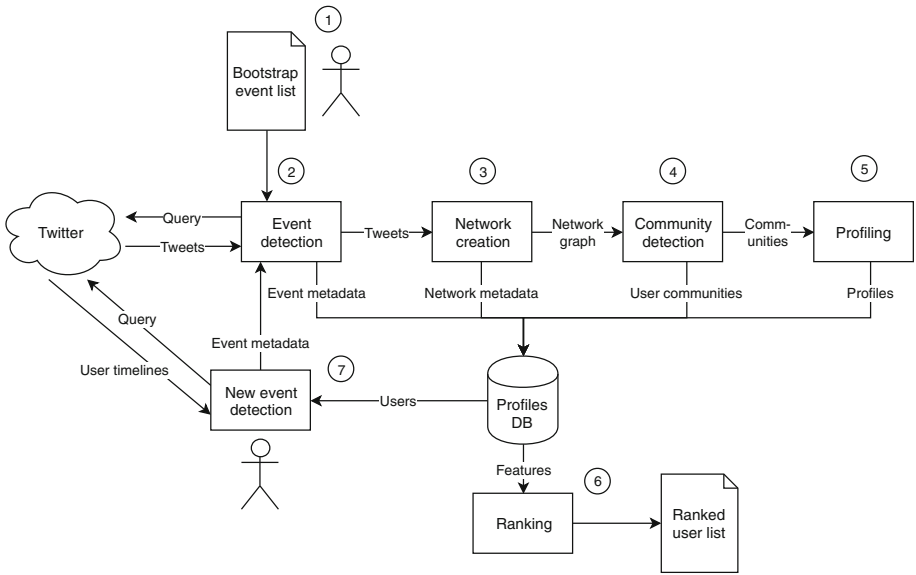 1
Bootstrap
event list
2
3
4
5
Twitter
Query
Tweets
Event
detection
Tweets
Network
creation
Network
graph
Community
detection
Comm-
unities
Profiling
Event metadata
Network metadata
User communities
Profiles
Query
User timelines
Event metadata
7
New event
detection
Users
Profiles
DB
Features
6
Ranking
Ranked
user list